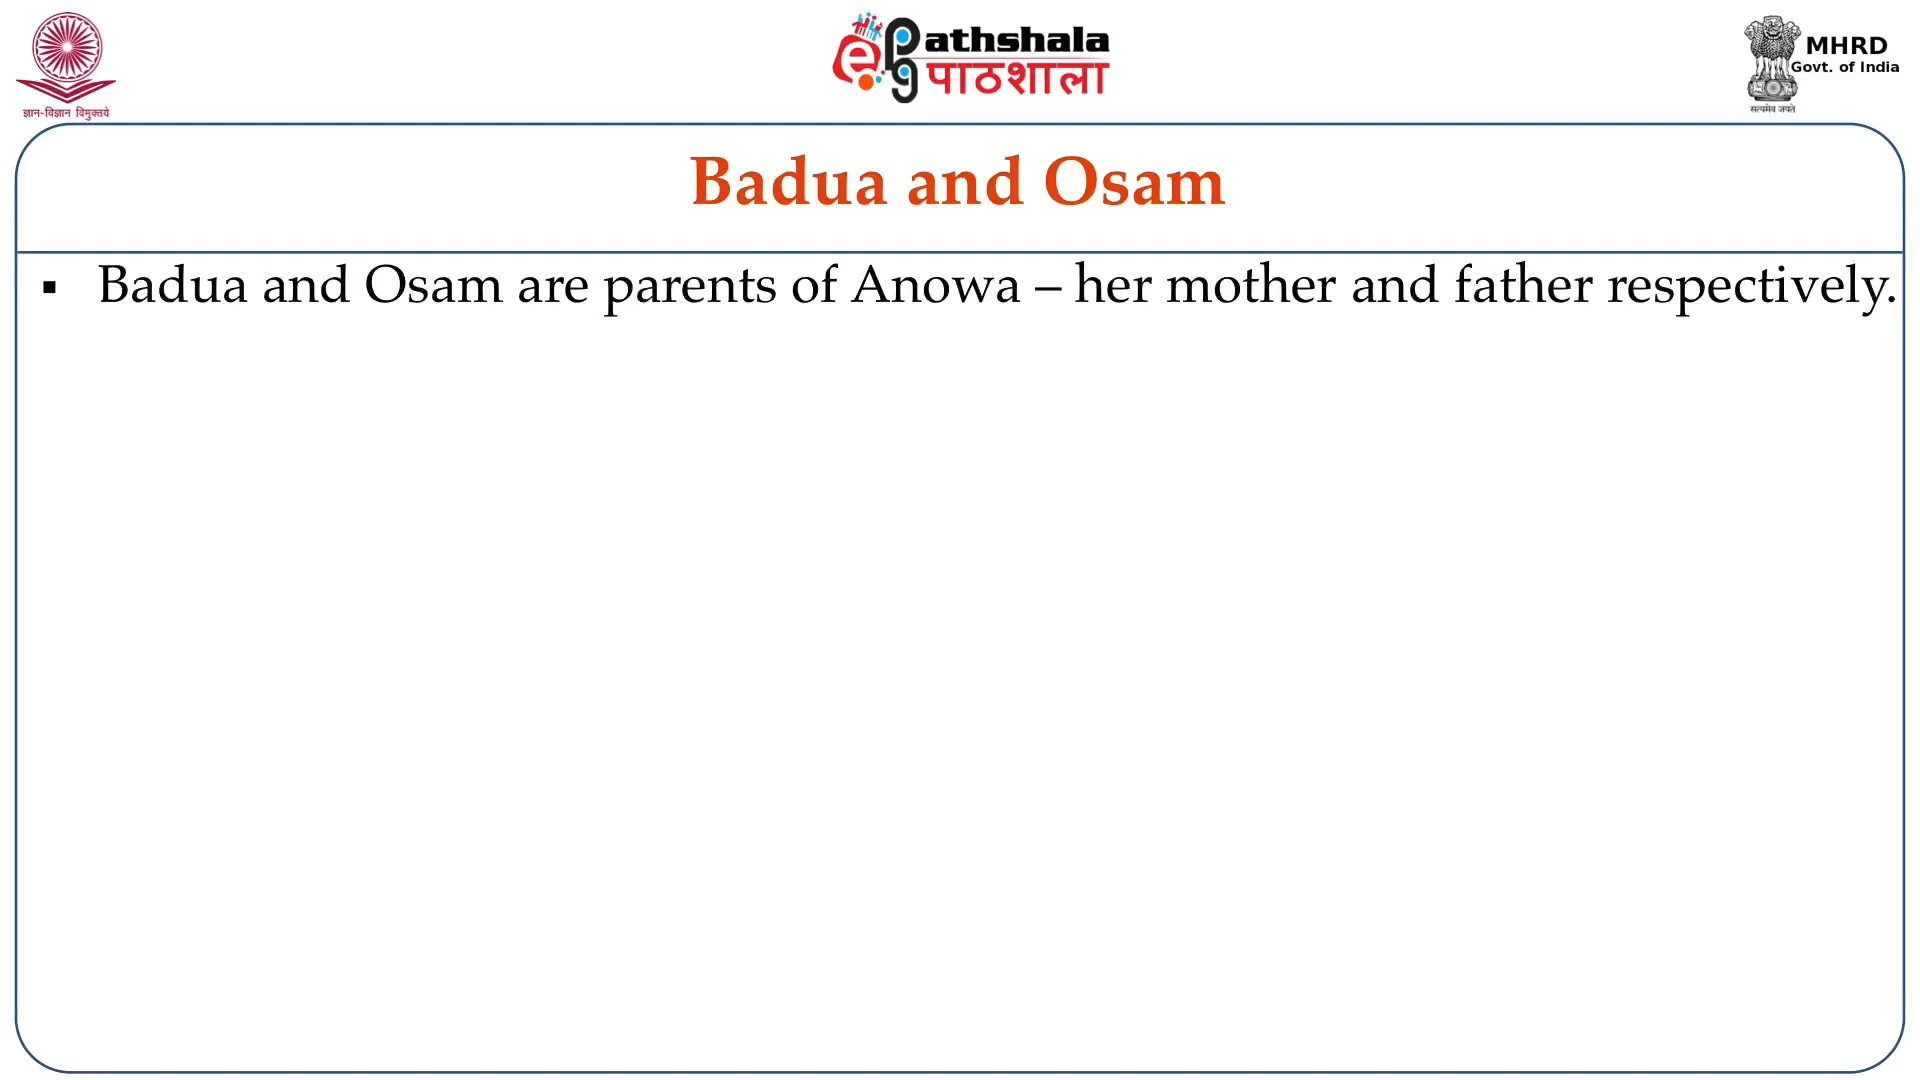 ज्ञान-विज्ञान विमुक्तये
ePathshala
पाठशाला
MHRD
Govt. of India
सत्यमेव जयते
Badua and Osam
▪ Badua and Osam are parents of Anowa – her mother and father respectively.